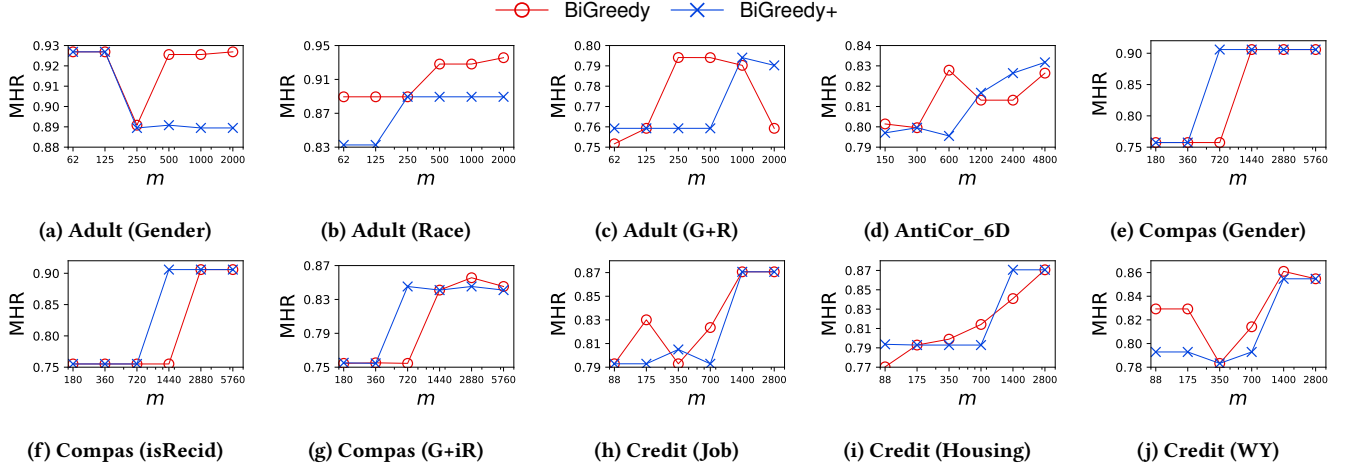 BiGreedy BiGreedy+
0.93 0.92 0.91 0.90 0.89 0.88
MHR
62 125 250 500 1000 2000
m
(a) Adult (Gender)
0.95 0.91 0.87 0.83
MHR
62 125 250 500 1000 2000
m
(b) Adult (Race)
0.80 0.79 0.78 0.77 0.76 0.75
MHR
62 125 250 500 1000 2000
m
(c) Adult (G+R)
0.84 0.83 0.82 0.81 0.80 0.79
MHR
150 300 600 1200 2400 4800
m
(d) AntiCor_6D
0.90 0.85 0.80 0.75
MHR
180 360 720 1440 2880 5760
m
(e) Compas (Gender)
0.90 0.85 0.80 0.75
MHR
180 360 720 1440 2880 5760
m
(f) Compas (isRecid)
0.87 0.83 0.79 0.75
MHR
180 360 720 1440 2880 5760
m
(g) Compas (G+iR)
0.87 0.85 0.83 0.81 0.79
MHR
88 175 350 700 1400 2800
m
(h) Credit (Job)
0.87 0.85 0.83 0.81 0.79 0.77
MHR
88 175 350 700 1400 2800
m
(i) Credit (Housing)
0.86 0.84 0.82 0.80 0.78
MHR
88 175 350 700 1400 2800
m
(j) Credit (WY)